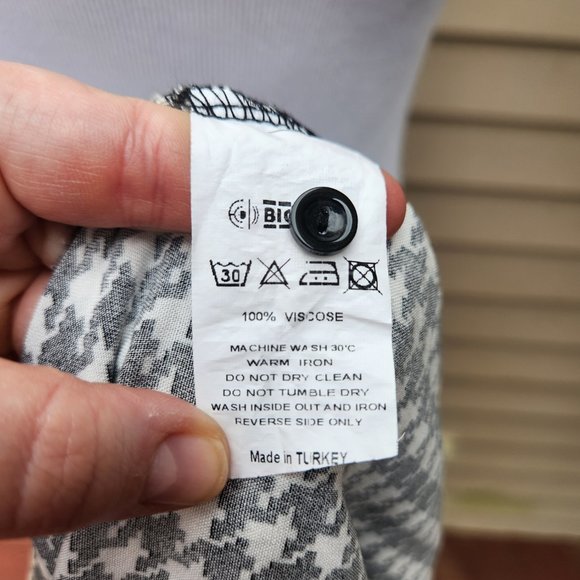 30
100% VISCOSE
MACHINE WASH 30°C
WARM IRON
DO NOT DRY CLEAN
DO NOT TUMBLE DRY
WASH INSIDE OUT AND IRON
REVERSE SIDE ONLY
Made in TURKEY